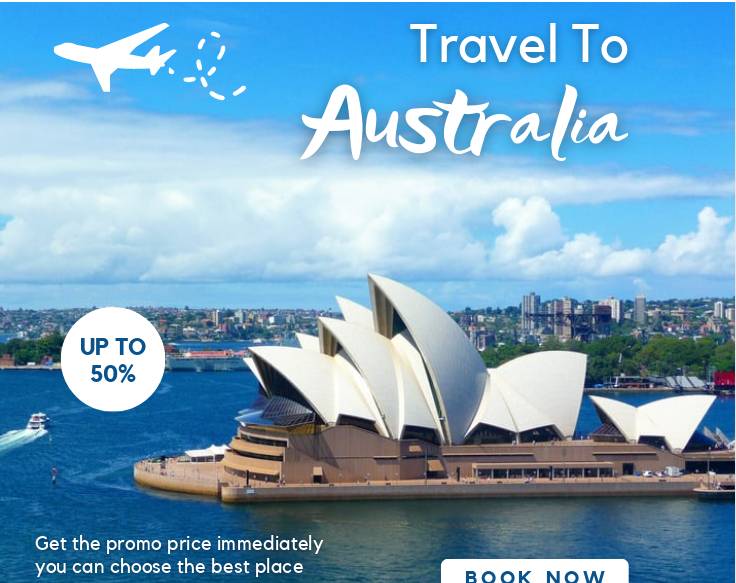 Travel To
Australia
UP TO
50%
Get the promo price immediately
you can choose the best place
BOOK NOW